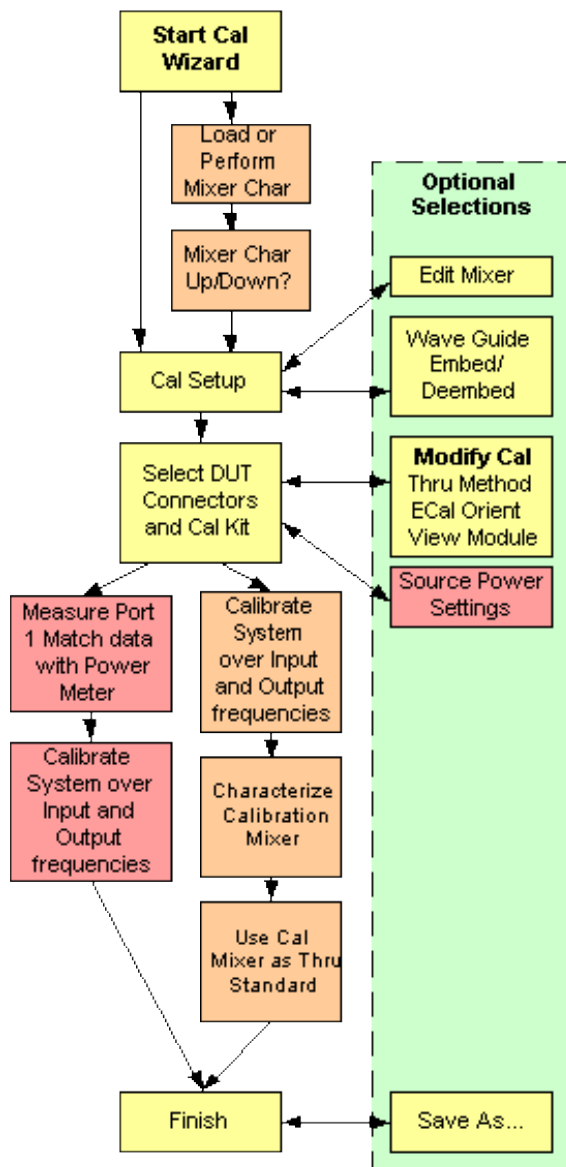 Start Cal
Wizard
Load or
Perform
Mixer Char
Mixer Char
Up/Down?
Optional
Selections
Edit Mixer
Cal Setup
Wave Guide
Embed/
Deembed
Select DUT
Connectors
and Cal Kit
Modify Cal
Thru Method
ECal Orient
View Module
Source Power
Settings
Measure Port
1 Match data
with Power
Meter
Calibrate
System over
Input and
Output
frequencies
Calibrate
System
over Input
and Output
frequencies
Characterize
Calibration
Mixer
Use Cal
Mixer as Thru
Standard
Finish
Save As...